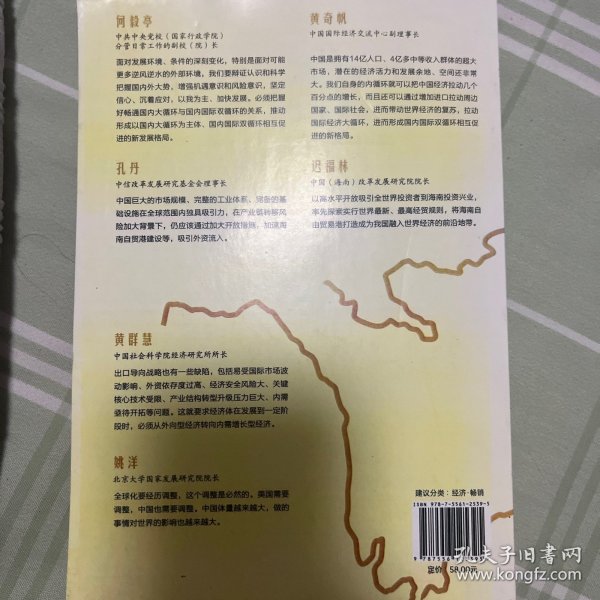 何毅亭
中共中央党校(国家行政学院)
分管日常工作的副校(院)长
面对发展环境、条件的深刻变化,特别是面对可能
更多逆风逆水的外部环境,我们要辩证认识和科学
把握国内外大势,增强机遇意识和风险意识,坚定
信心、沉着应对,以我为主、加快发展。必须把握
好畅通国内大循环与国内国际双循环的关系,推动
形成以国内大循环为主体、国内国际双循环相互促
进的新发展格局。
黄奇帆
中国国际经济交流中心副理事长
中国是拥有14亿人口、4亿多中等收入群体的超大
市场,潜在的经济活力和发展余地、空间还非常
大。我们自身的内循环就可以把中国经济拉动几个
百分点的增长,而且还可以通过增加进口拉动周边
国家、国际社会,进而带动世界经济的复苏,拉动
国际经济大循环,进而形成国内国际双循环相互促
进的新格局。
孔丹
中信改革发展研究基金会理事长
中国巨大的市场规模、完整的工业体系、完备的基
础设施在全球范围内独具吸引力,在产业链转移风
险加大背景下,仍应该通过加大开放措施,加速海
南自贸港建设等,吸引外资流入。
迟福林
中国(海南)改革发展研究院院长
以高水平开放吸引全世界投资者到海南投资兴业,
率先探索实行世界最新、最高经贸规则,将海南自
由贸易港打造成为我国融入世界经济的前沿地带。
黄群慧
中国社会科学院经济研究所所长
出口导向战略也有一些缺陷,包括易受国际市场波
动影响、外资依存度过高、经济安全风险大、关键
核心技术受限、产业结构转型升级压力巨大、内需
亟待开拓等问题。这就要求经济体在发展到一定阶
段时,必须从外向型经济转向内需增长型经济。
姚洋
北京大学国家发展研究院院长
全球化要经历调整,这个调整是必然的。美国需要
调整,中国也需要调整。中国体量越来越大,做的
事情对世界的影响也越来越大。
建议分类:经济·畅销
ISBN 978-7-5561-2539-5
定价:58.00元
孔夫子旧书网
www.kongfz.com